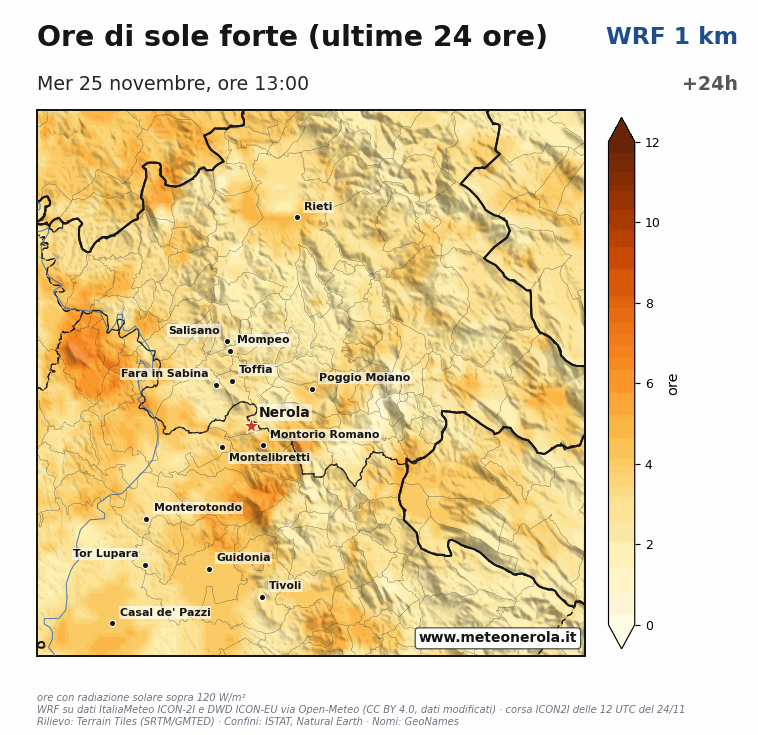 Ore di sole forte (ultime 24 ore)
WRF 1 km
Mer 25 novembre, ore 13:00
+24h
Rieti
Salisano
Mompeo
Fara in Sabina
Toffia
Poggio Moiano
Nerola
Montorio Romano
Montelibretti
Monterotondo
Tor Lupara
Guidonia
Tivoli
Casal de' Pazzi
www.meteonerola.it
12
10
8
6
4
2
0
ore
ore con radiazione solare sopra 120 W/m²
WRF su dati ItaliaMeteo ICON-2I e DWD ICON-EU via Open-Meteo (CC BY 4.0, dati modificati) · corsa ICON2I delle 12 UTC del 24/11
Rilievo: Terrain Tiles (SRTM/GMTED) · Confini: ISTAT, Natural Earth · Nomi: GeoNames